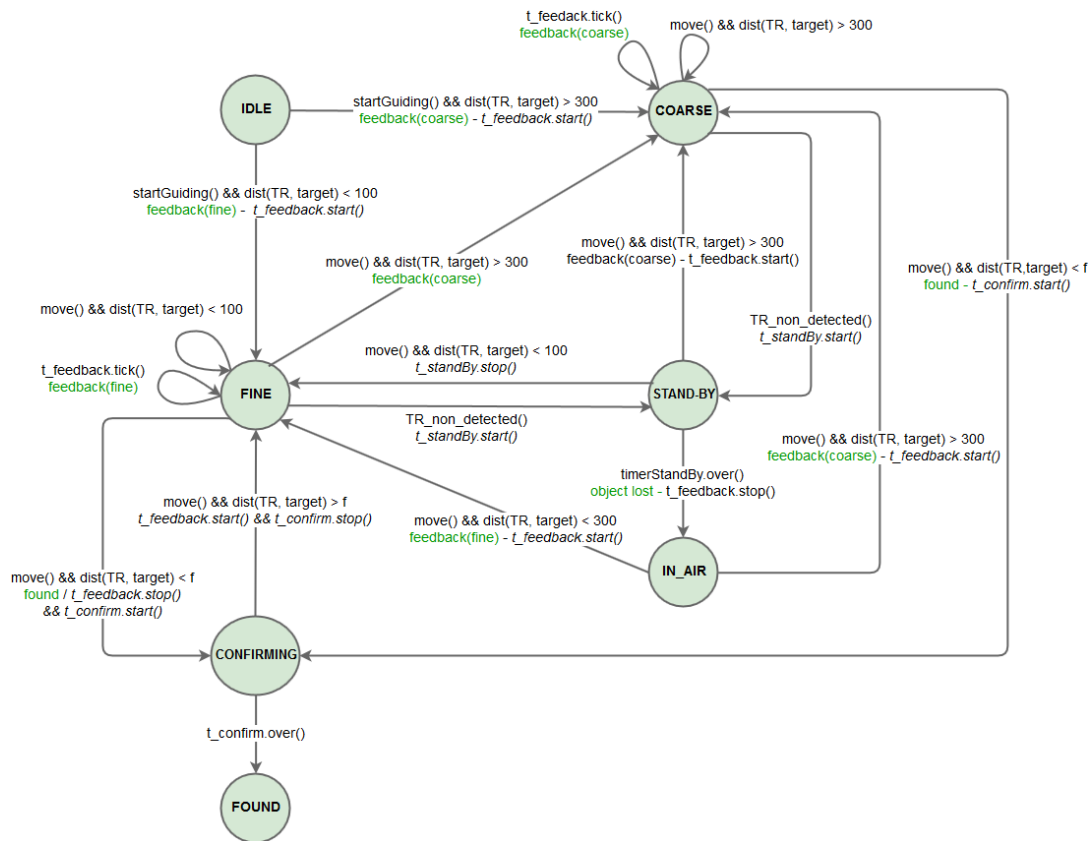 t_feedack.tick()
feedback(coarse)
move() && dist(TR, target) > 300
IDLE
COARSE
startGuiding() && dist(TR, target) > 300
feedback(coarse) - t_feedback.start()
startGuiding() && dist(TR, target) < 100
feedback(fine) - t_feedback.start()
move() && dist(TR, target) > 300
feedback(coarse)
move() && dist(TR, target) > 300
feedback(coarse) - t_feedback.start()
move() && dist(TR,target) < f
found - t_confirm.start()
move() && dist(TR, target) < 100
TR_non_detected()
t_standBy.start()
move() && dist(TR, target) < 100
t_standBy.stop()
t_feedback.tick()
feedback(fine)
FINE
STAND-BY
TR_non_detected()
t_standBy.start()
move() && dist(TR, target) > 300
feedback(coarse) - t_feedback.start()
timerStandBy.over()
object lost - t_feedback.stop()
move() && dist(TR, target) > f
t_feedback.start() && t_confirm.stop()
move() && dist(TR, target) < 300
feedback(fine) - t_feedback.start()
IN_AIR
move() && dist(TR, target) < f
found / t_feedback.stop()
&& t_confirm.start()
CONFIRMING
t_confirm.over()
FOUND